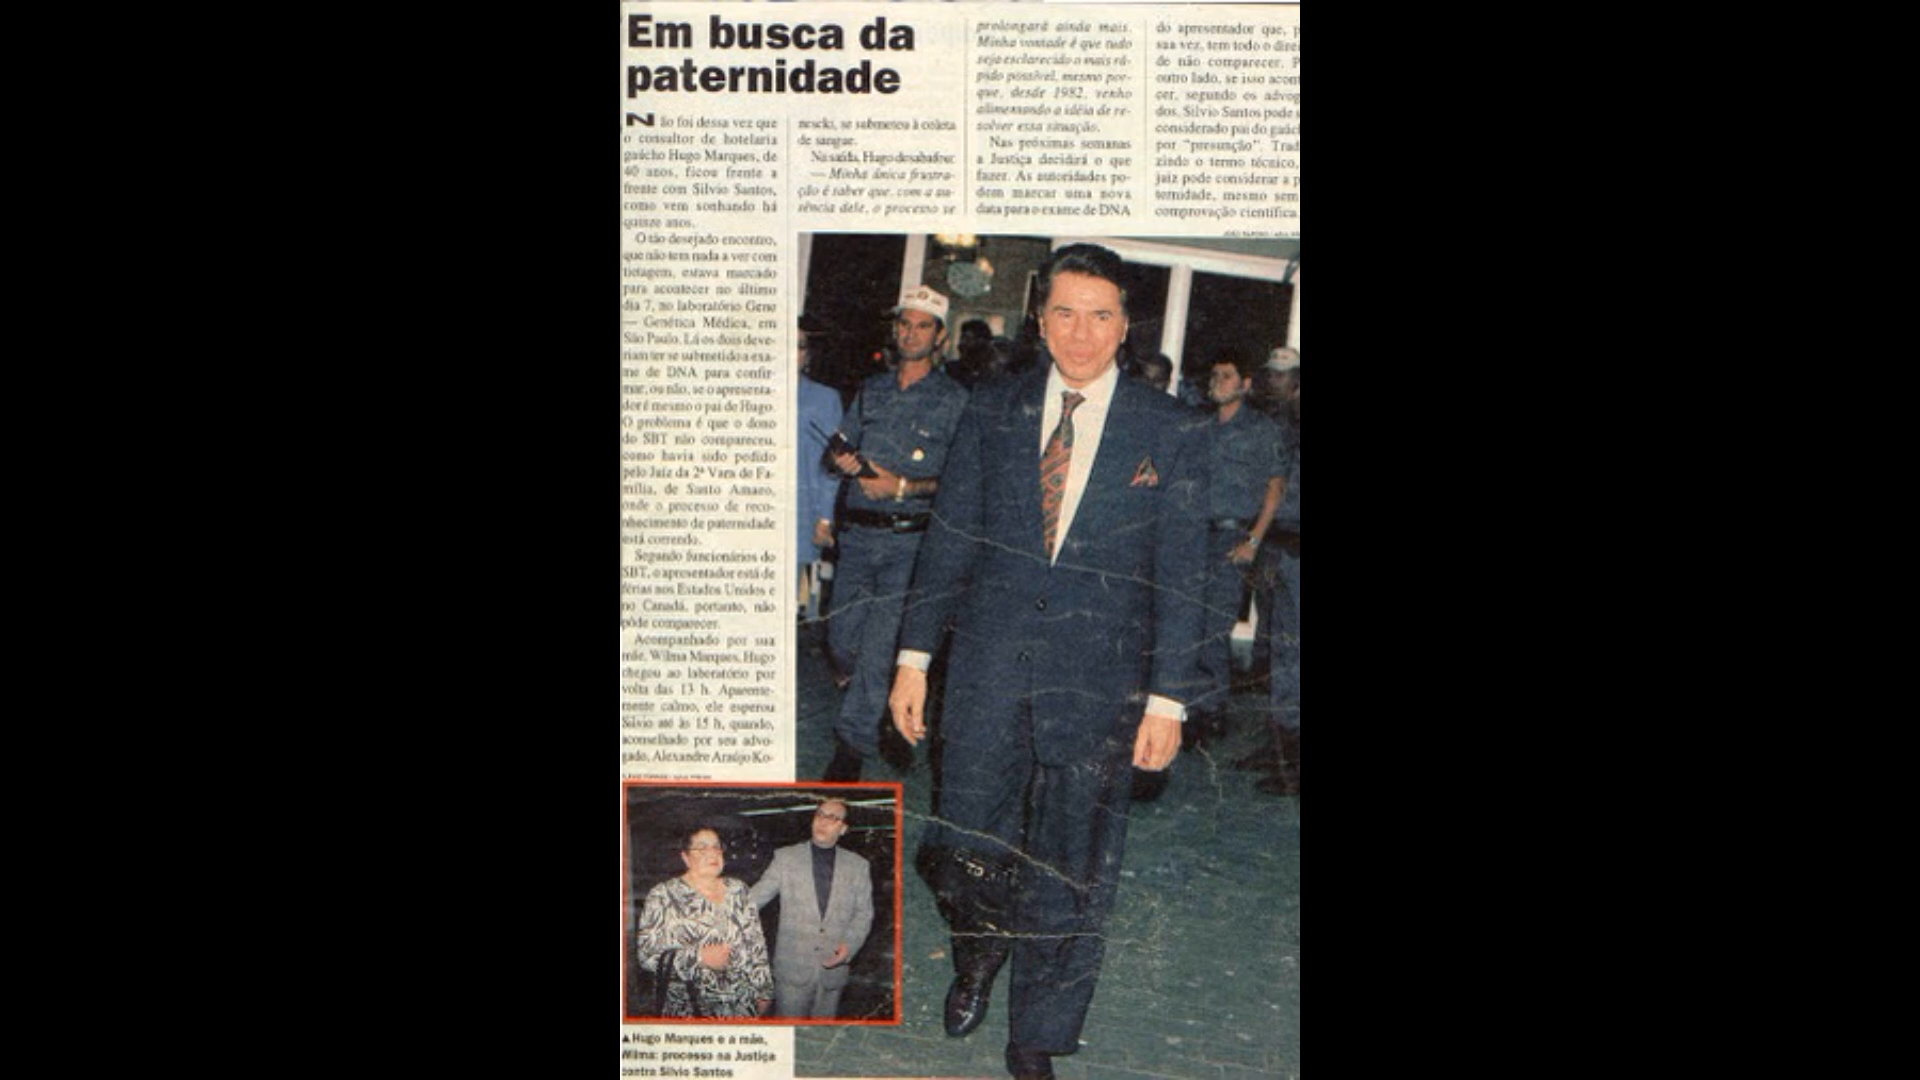 Em busca da
paternidade
Não foi dessa vez que
o consultor de hotelaria
gaúcho Hugo Marques, de
40 anos, ficou frente a
frente com Silvio Santos,
como vem sonhando há
quinze anos.
O tão desejado encontro,
que não tem nada a ver com
tietagem, estava marcado
para acontecer no último
dia 7, no laboratório Geno
— Genética Médica, em
São Paulo. Lá os dois deve-
riam ter se submetido a exa-
me de DNA para confir-
mar, ou não, se o apresenta-
dor é mesmo o pai de Hugo.
O problema é que o dono
do SBT não compareceu,
como havia sido pedido
pelo Juiz da 2ª Vara de Fa-
mília, de Santo Amaro,
onde o processo de reco-
nhecimento de paternidade
está correndo.
Segundo funcionários do
SBT, o apresentador está de
férias nos Estados Unidos e
no Canadá, portanto, não
pôde comparecer.
Acompanhado por sua
mãe, Wilma Marques, Hugo
chegou ao laboratório por
volta das 13 h. Aparente-
mente calmo, ele esperou
Silvio até às 15 h, quando,
aconselhado por seu advo-
gado, Alexandre Araújo Ko-
nescki, se submeteu à coleta
de sangue.
Na saída, Hugo desabafou:
— Minha única frustra-
ção é saber que, com a au-
sência dele, o processo se
prolongará ainda mais.
Minha vontade é que tudo
seja esclarecido o mais rá-
pido possível, mesmo por-
que, desde 1982, venho
alimentando a idéia de re-
solver essa situação.
Nas próximas semanas
a Justiça decidirá o que
fazer. As autoridades po-
dem marcar uma nova
data para o exame de DNA
do apresentador que, p
sua vez, tem todo o dire
de não comparecer. P
outro lado, se isso acont
cer, segundo os advog
dos, Silvio Santos pode s
considerado pai do gaúc
por "presunção". Trad
zindo o termo técnico,
juiz pode considerar a p
ternidade, mesmo sem
comprovação científica.
▲Hugo Marques e a mãe,
Wilma: processo na Justiça
contra Silvio Santos